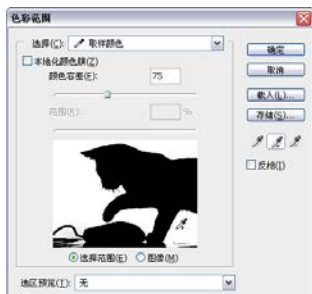 色彩范围
选择(C): 取样颜色
本地化颜色簇(Z)
颜色容差(F): 75
范围(R): %
选择范围(E) 图像(M)
选区预览(T): 无
确定
取消
载入(L)...
存储(S)...
反相(I)